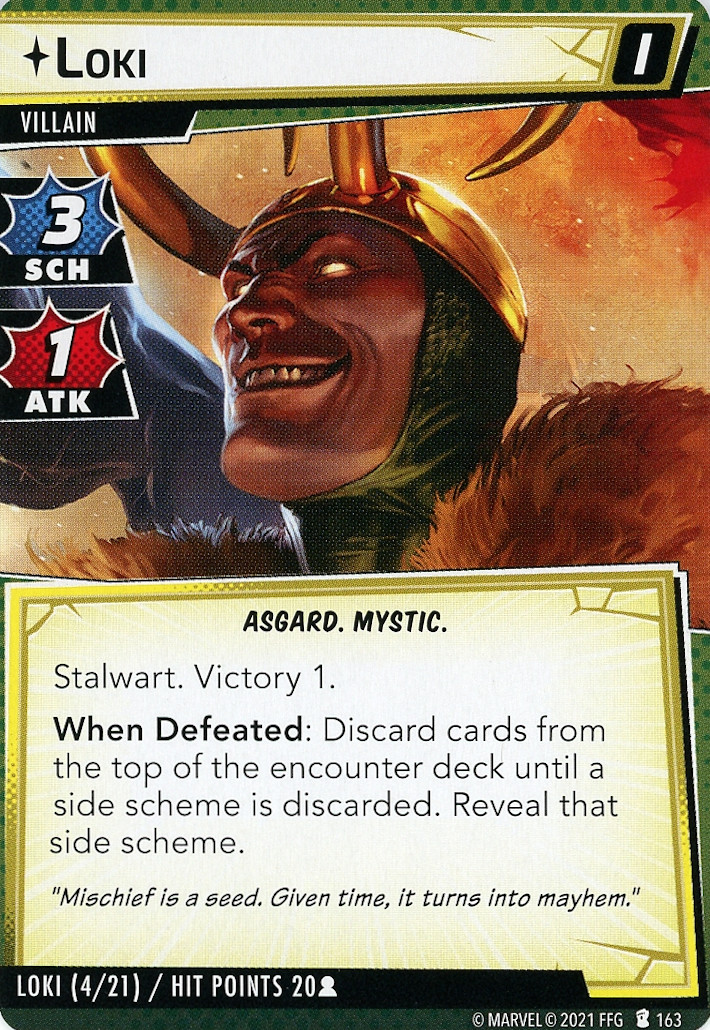 LOKI
I
VILLAIN
3
SCH
1
ATK
ASGARD. MYSTIC.
Stalwart. Victory 1.
When Defeated: Discard cards from
the top of the encounter deck until a
side scheme is discarded. Reveal that
side scheme.
"Mischief is a seed. Given time, it turns into mayhem."
LOKI (4/21) / HIT POINTS 20
© MARVEL © 2021 FFG 163